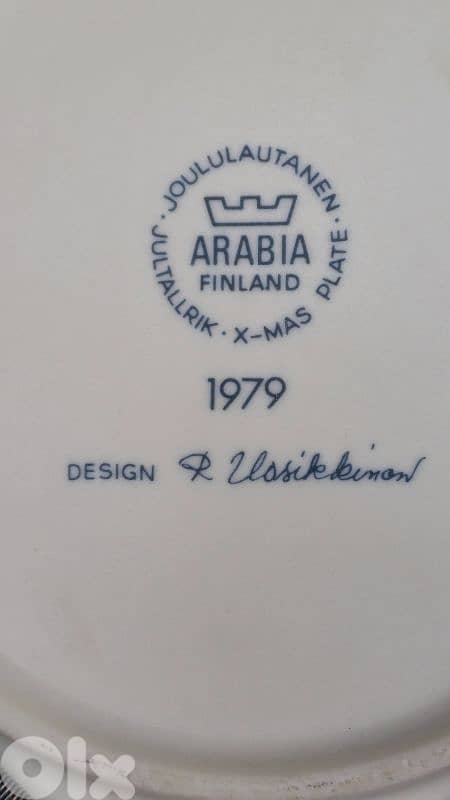 JOULULAUTANEN · X-MAS PLATE · JULTALLRIK ·
ARABIA
FINLAND
1979
DESIGN R Uosikkinen
OLX